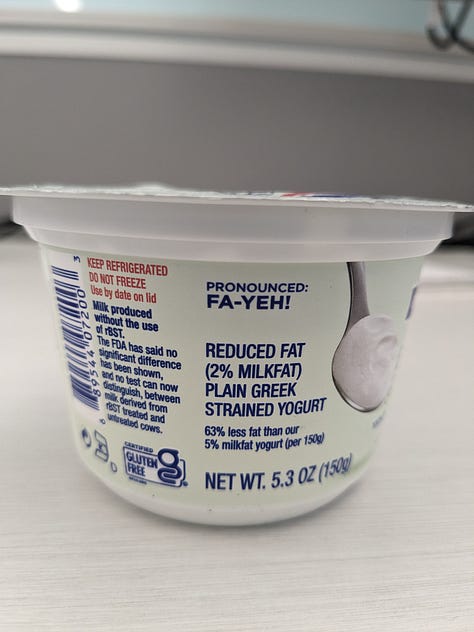 KEEP REFRIGERATED
DO NOT FREEZE
Use by date on lid
Milk produced
without the use
of rBST.
The FDA has said no
significant difference
has been shown,
and no test can now
distinguish, between
milk derived from
rBST treated and
untreated cows.
89544 07200 3
CERTIFIED
GLUTEN
FREE
D
PRONOUNCED:
FA-YEH!
REDUCED FAT
(2% MILKFAT)
PLAIN GREEK
STRAINED YOGURT
63% less fat than our
5% milkfat yogurt (per 150g)
NET WT. 5.3 OZ (150g)